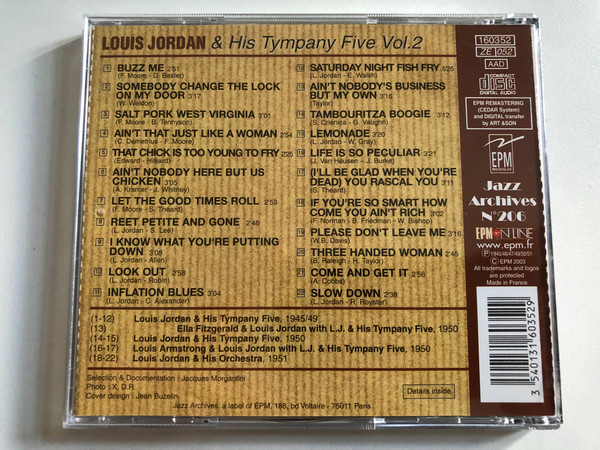 LOUIS JORDAN & His Tympany Five Vol.2
1 BUZZ ME 2'51
(F. Moore - D. Baxter)
2 SOMEBODY CHANGE THE LOCK
ON MY DOOR 3'17
(W. Weldon)
3 SALT PORK WEST VIRGINIA 3'01
(F. Moore - B. Tennyson)
4 AIN'T THAT JUST LIKE A WOMAN 2'54
(C. Demetrius - F. Moore)
5 THAT CHICK IS TOO YOUNG TO FRY 2'25
(Edward - Hilliard)
6 AIN'T NOBODY HERE BUT US
CHICKEN 3'05
(A. Kramer - J. Whitney)
7 LET THE GOOD TIMES ROLL 2'53
(F. Moore - S. Theard)
8 REET PETITE AND GONE 2'46
(L. Jordan - S. Lee)
9 I KNOW WHAT YOU'RE PUTTING
DOWN 3'08
(L. Jordan - Allen)
10 LOOK OUT 2'58
(L. Jordan - Robin)
11 INFLATION BLUES 3'04
(L. Jordan - C. Alexander)
12 SATURDAY NIGHT FISH FRY 5'25
(L. Jordan - E. Walsh)
13 AIN'T NOBODY'S BUSINESS
BUT MY OWN 3'16
(Taylor)
14 TAMBOURITZA BOOGIE 3'12
(S. Crienica - G. Vaughn)
15 LEMONADE 3'20
(L. Jordan - W. Gray)
16 LIFE IS SO PECULIAR 3'21
(J. Van Heusen - J. Burke)
17 (I'LL BE GLAD WHEN YOU'RE
DEAD) YOU RASCAL YOU 3'11
(S. Theard)
18 IF YOU'RE SO SMART HOW
COME YOU AIN'T RICH 3'02
(F. Norman - B. Friedman - W. Bishop)
19 PLEASE DON'T LEAVE ME 3'16
(W.B. Davis)
20 THREE HANDED WOMAN 2'45
(B. Raleigh - H. Taylor)
21 COME AND GET IT 2'56
(A. Cobbs)
22 SLOW DOWN 2'38
(L. Jordan - R. Roystar)
(1-12) Louis Jordan & His Tympany Five, 1945/49
(13) Ella Fitzgerald & Louis Jordan with L.J. & His Tympany Five, 1950
(14-15) Louis Jordan & His Tympany Five, 1950
(16-17) Louis Armstrong & Louis Jordan with L.J. & His Tympany Five, 1950
(18-22) Louis Jordan & His Orchestra, 1951
Selection & Documentation : Jacques Morgantini
Photo : X, D.R.
Cover design : Jean Buzelin
Details inside
Jazz Archives, a label of EPM, 188, bd Voltaire - 75011 Paris
160352
ZE 052
AAD
COMPACT
disc
DIGITAL AUDIO
EPM REMASTERING
(CEDAR System)
and DIGITAL transfer
by ART &SON
EPM
MUSIQUE
Jazz
Archives
N°206
EPM ON LINE
www.epm.fr
Ⓟ 1945/46/47/49/50/51
© EPM 2003
All trademarks and logos
are protected
Made in France
3 540131 603529